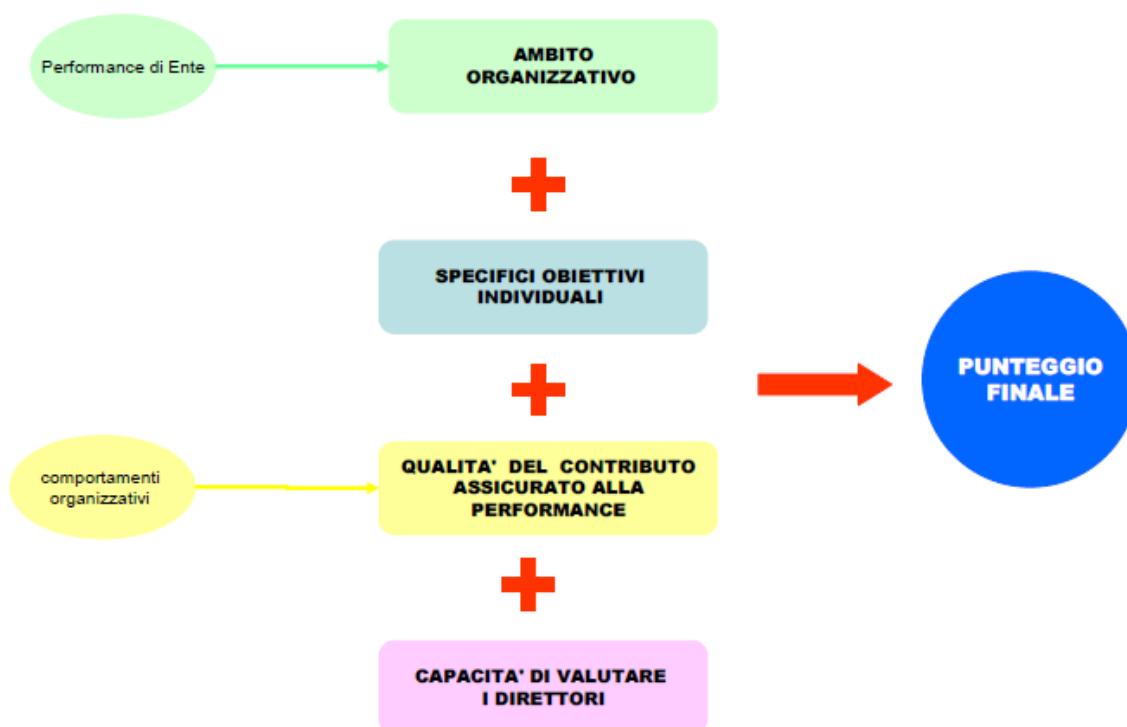 Performance di Ente
AMBITO
ORGANIZZATIVO
SPECIFICI OBIETTIVI
INDIVIDUALI
PUNTEGGIO
FINALE
comportamenti
organizzativi
QUALITA' DEL CONTRIBUTO
ASSICURATO ALLA
PERFORMANCE
CAPACITA' DI VALUTARE
I DIRETTORI